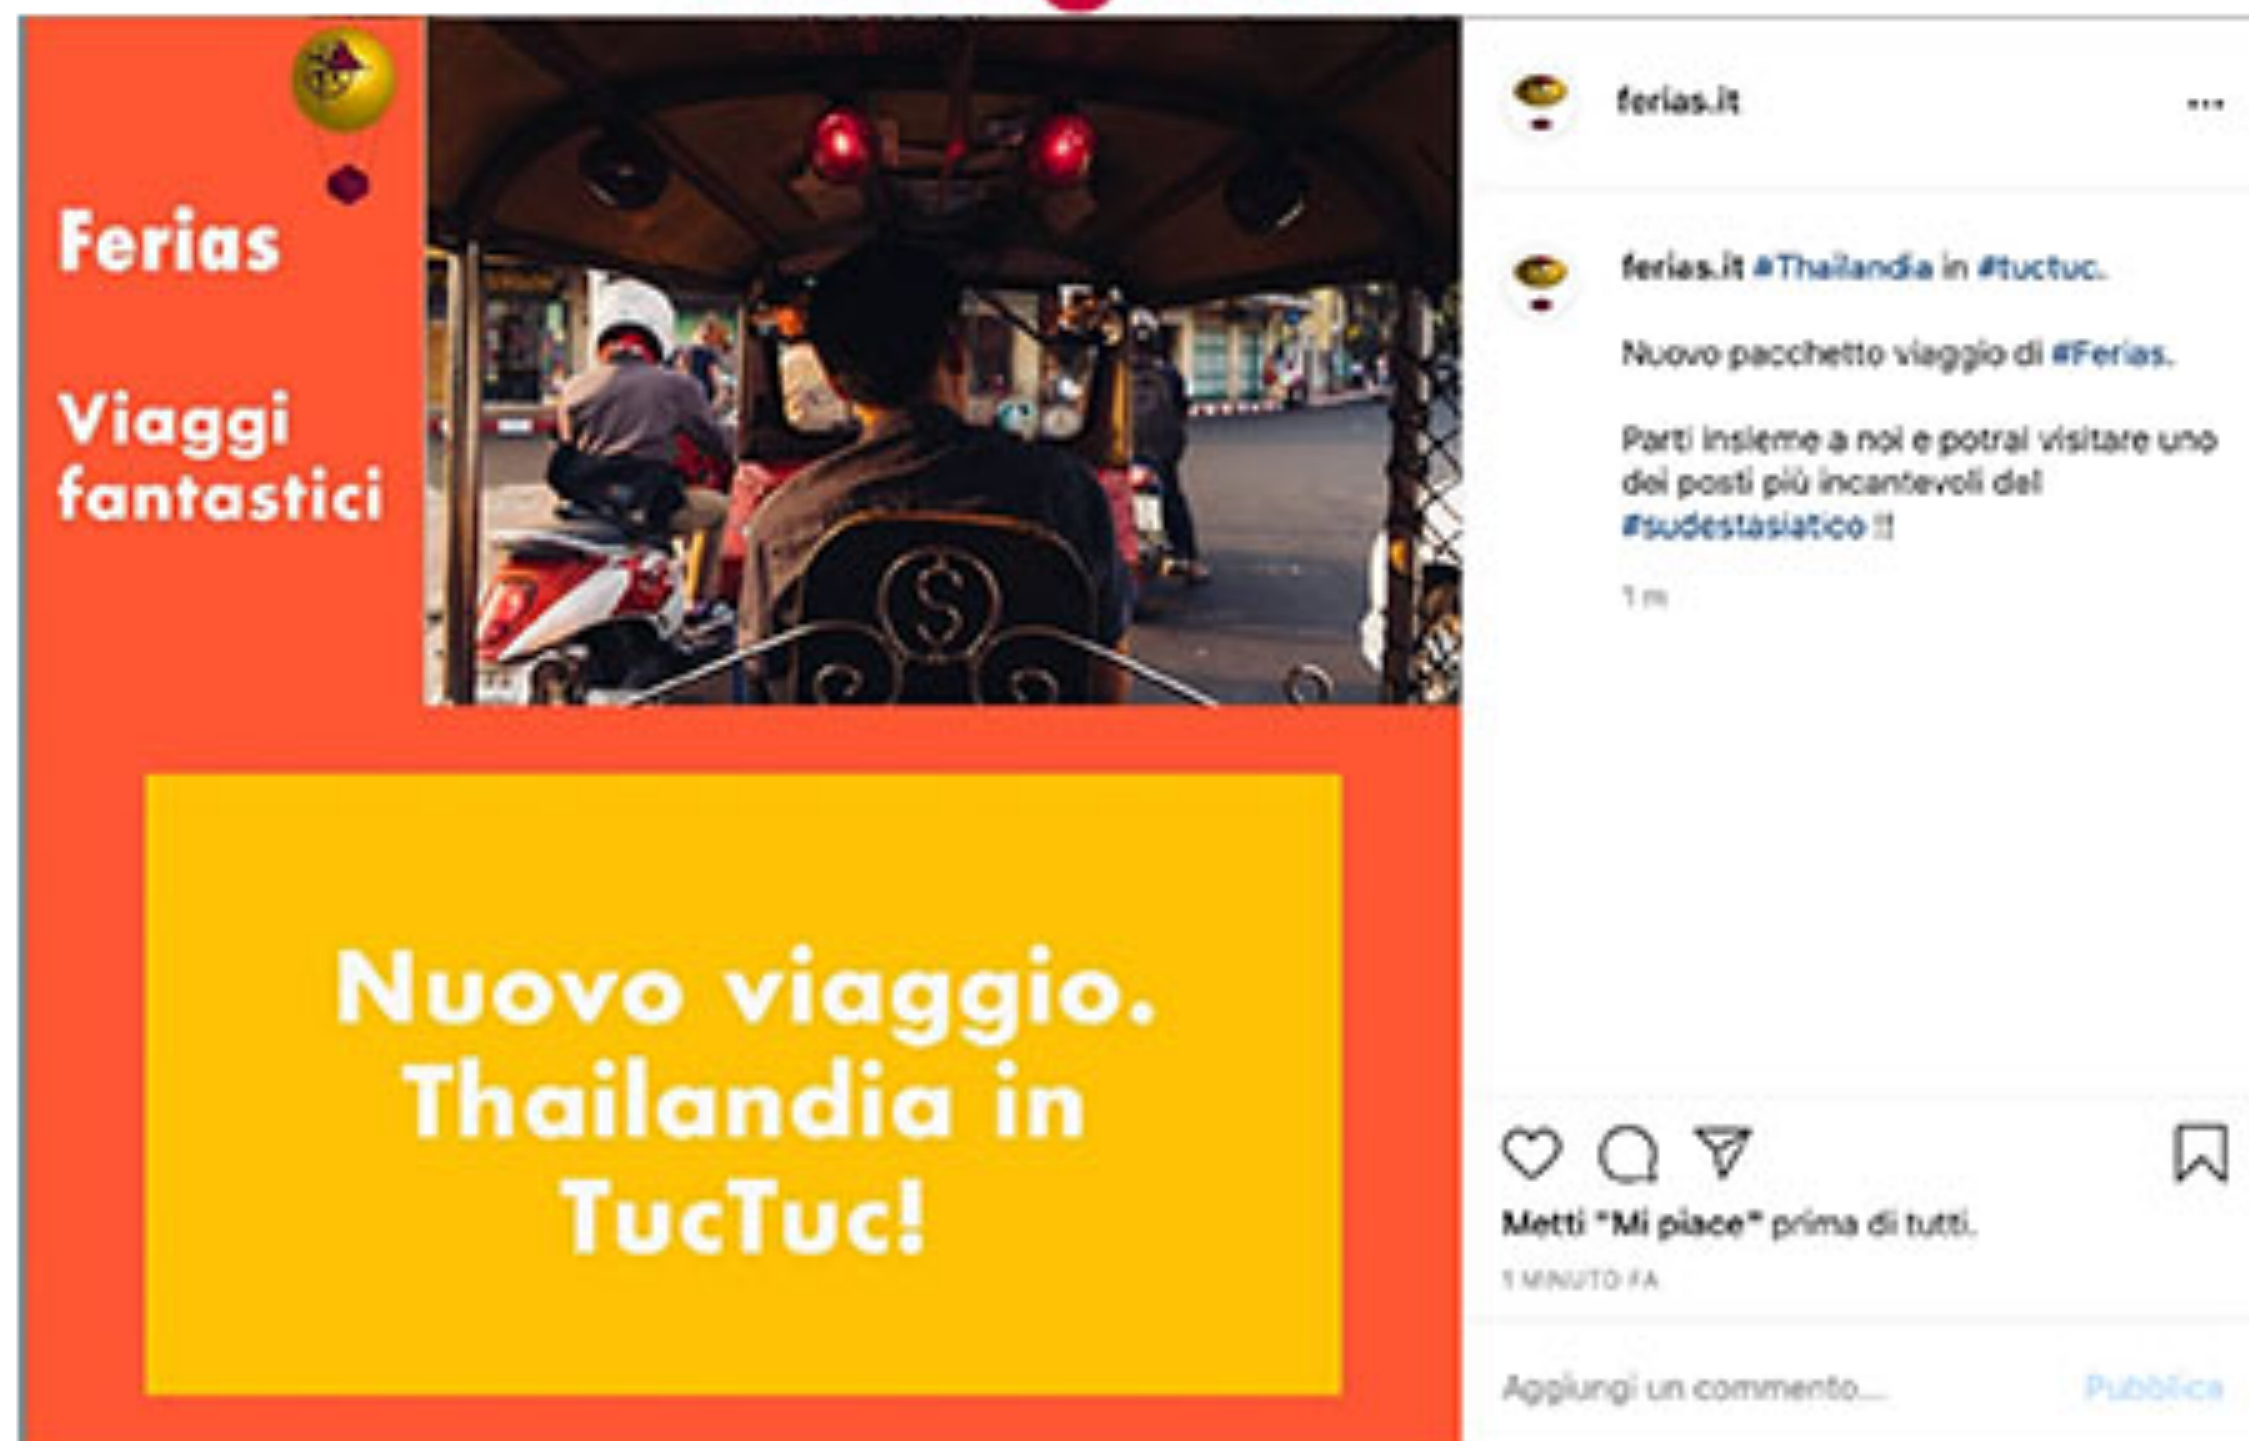 Ferias
Viaggi
fantastici
Nuovo viaggio.
Thailandia in
TucTuc!
ferias.it
ferias.it #Thailandia in #tuctuc.
Nuovo pacchetto viaggio di #Ferias.
Parti insieme a noi e potrai visitare uno
dei posti più incantevoli del
#sudestasiatico !!
1 m
Metti "Mi piace" prima di tutti.
1 MINUTO FA
Aggiungi un commento...
Pubblica